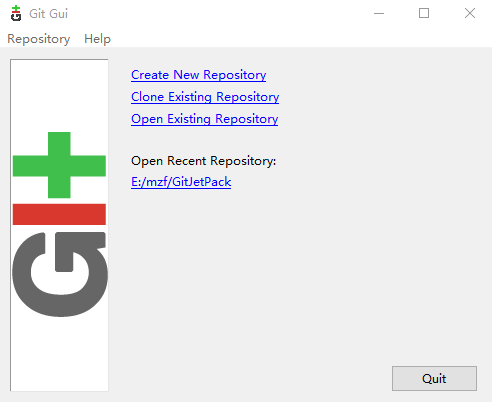 Git Gui
Repository Help
Create New Repository
Clone Existing Repository
Open Existing Repository
Open Recent Repository:
E:/mzf/GitJetPack
Quit